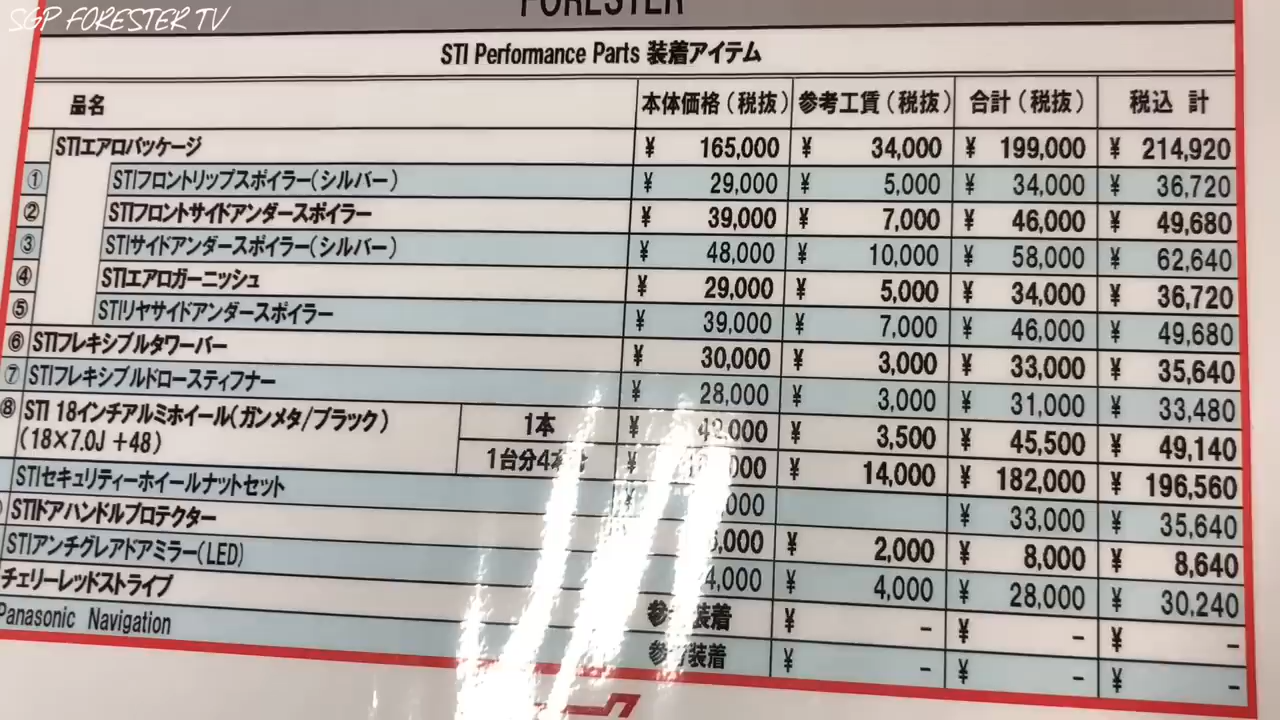 SGP FORESTER TV
FORESTER
STI Performance Parts 装着アイテム
品名 本体価格（税抜） 参考工賃（税抜） 合計（税抜） 税込 計
STIエアロパッケージ ¥ 165,000 ¥ 34,000 ¥ 199,000 ¥ 214,920
① STIフロントリップスポイラー（シルバー） ¥ 29,000 ¥ 5,000 ¥ 34,000 ¥ 36,720
② STIフロントサイドアンダースポイラー ¥ 39,000 ¥ 7,000 ¥ 46,000 ¥ 49,680
③ STIサイドアンダースポイラー（シルバー） ¥ 48,000 ¥ 10,000 ¥ 58,000 ¥ 62,640
④ STIエアロガーニッシュ ¥ 29,000 ¥ 5,000 ¥ 34,000 ¥ 36,720
⑤ STIリヤサイドアンダースポイラー ¥ 39,000 ¥ 7,000 ¥ 46,000 ¥ 49,680
⑥ STIフレキシブルタワーバー ¥ 30,000 ¥ 3,000 ¥ 33,000 ¥ 35,640
⑦ STIフレキシブルドロースティフナー ¥ 28,000 ¥ 3,000 ¥ 31,000 ¥ 33,480
⑧ STI 18インチアルミホイール（ガンメタ/ブラック） 1本 ¥ ¥ 3,500 ¥ 45,500 ¥ 49,140
（18×7.0J +48） 1台分 ¥ ¥ 14,000 ¥ 182,000 ¥ 196,560
STIセキュリティーホイールナットセット ¥ ¥ 33,000 ¥ 35,640
STIドアハンドルプロテクター ¥ 2,000 ¥ 8,000 ¥ 8,640
STIアンチグレアドアミラー（LED） ¥ 4,000 ¥ 28,000 ¥ 30,240
チェリーレッドストライプ 参考装着 ¥ - ¥ - ¥ -
Panasonic Navigation 参考装着 ¥ - ¥ - ¥ -